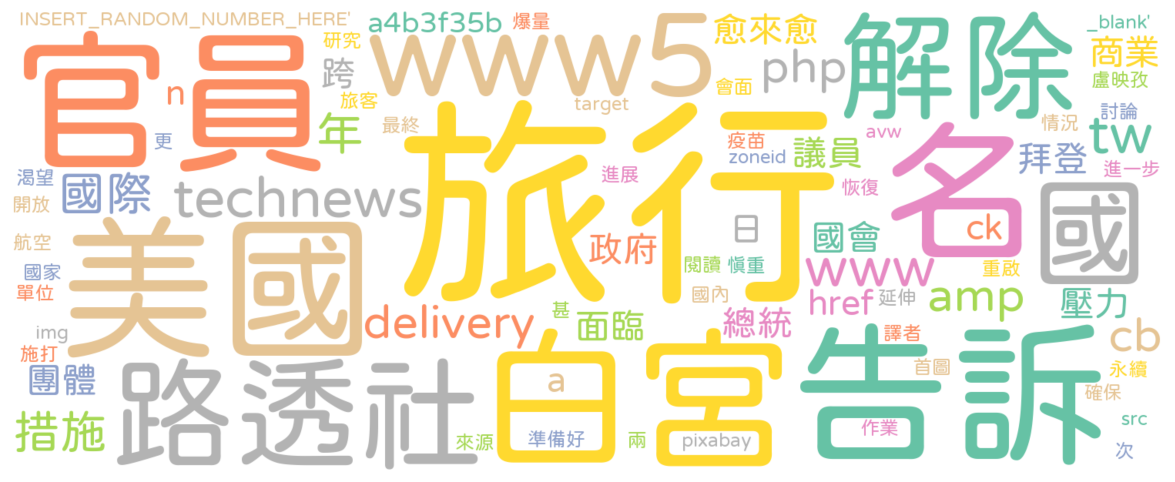 INSERT_RANDOM_NUMBER_HERE'
a4b3f35b
爆量
_blank'
官員
研究
www5
愈來愈
解除
商業
跨
php
盧映孜
n
旅客
會面
target
討論
年
最終
情況
tw
更
旅行
疫苗
avw
名
zoneid
議員
拜登
進一步
渴望
國際
technews
進展
恢復
國
開放
日
ck
航空
美國
政府
國會
國家
閱讀
慎重
www
重啟
單位
國內
href
延伸
amp
壓力
img
delivery
甚
面臨
總統
cb
施打
白宮
告訴
譯者
團體
路透社
a
首圖
永續
確保
措施
來源
準備好
兩
pixabay
作業
src
次